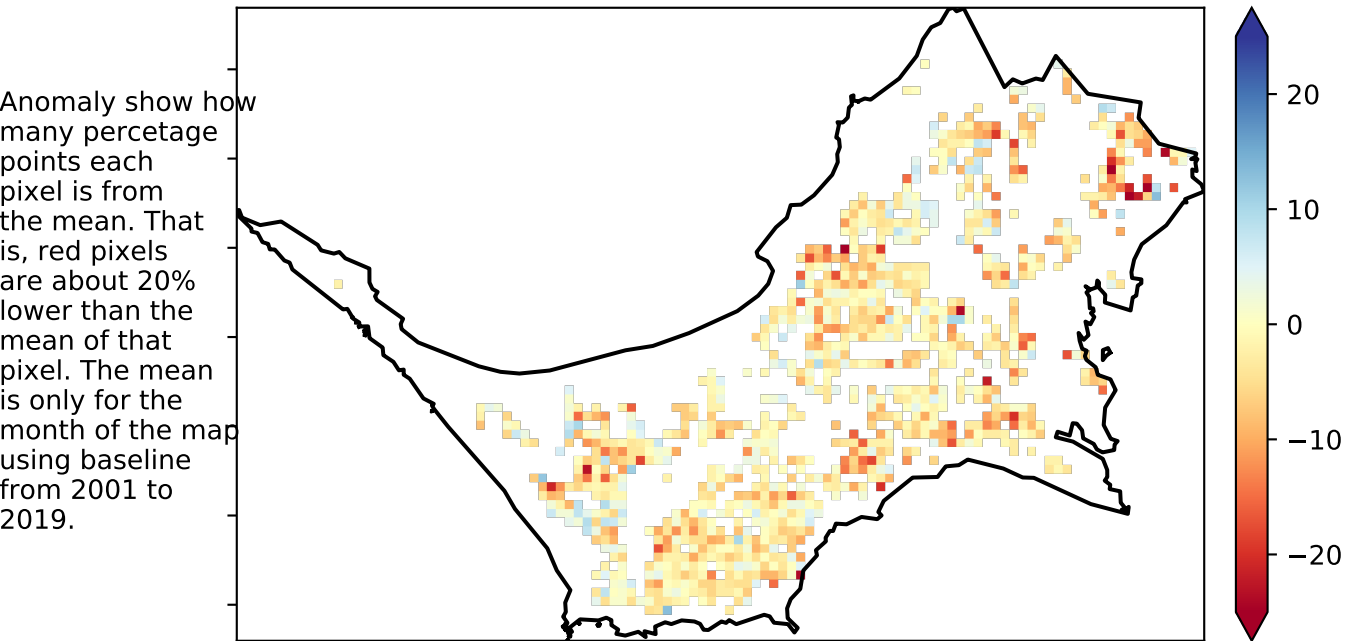 Anomaly show how
many percetage
points each
pixel is from
the mean. That
is, red pixels
are about 20%
lower than the
mean of that
pixel. The mean
is only for the
month of the map
using baseline
from 2001 to
2019.
20
10
0
−10
−20